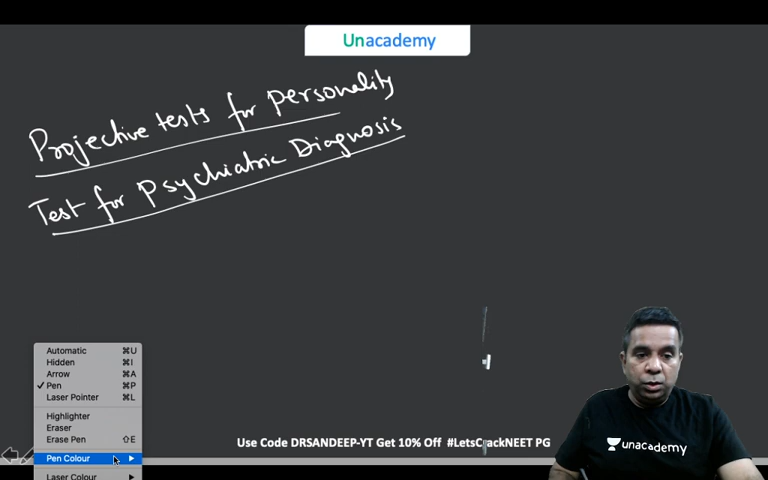 Unacademy
Projective tests for personality
Test for Psychiatric Diagnosis
Automatic ⌘U
Hidden ⌘I
Arrow ⌘A
✓ Pen ⌘P
Laser Pointer ⌘L
Highlighter
Eraser
Erase Pen ⇧E
Pen Colour ▶
Laser Colour ▶
unacademy
Use Code DRSANDEEP-YT Get 10% Off #LetsCrackNEET PG